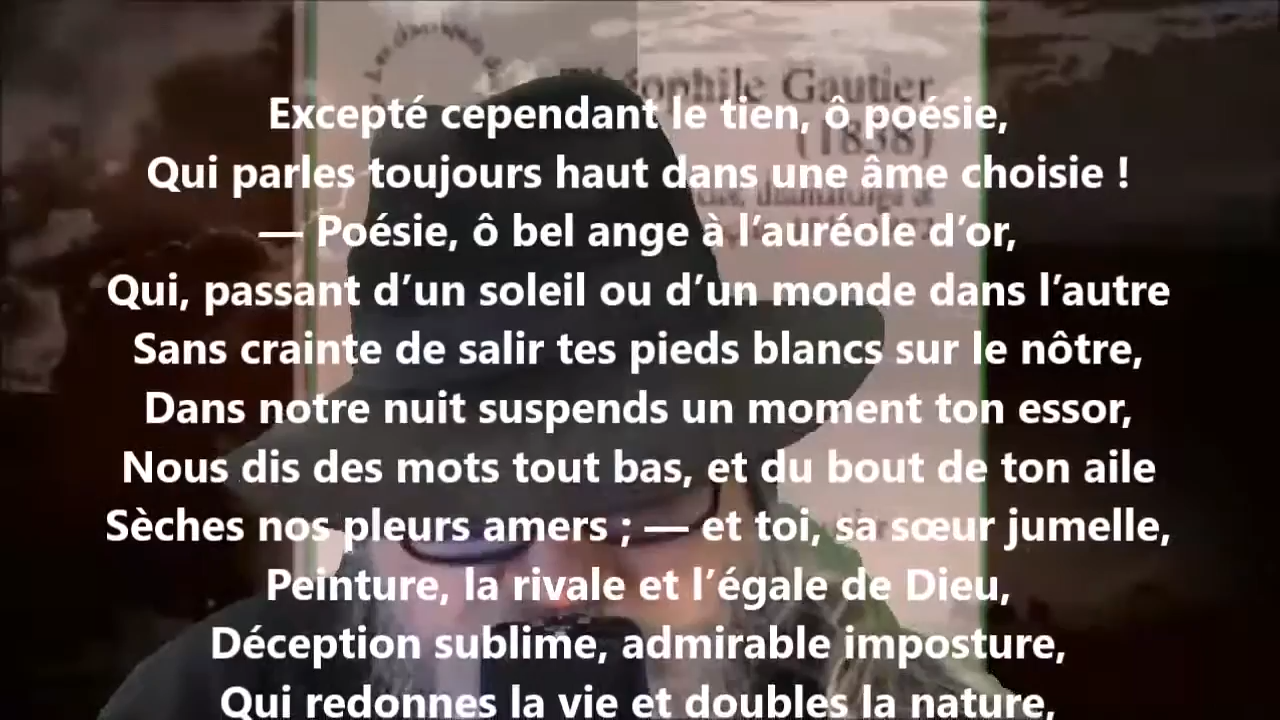 Gautier
(1838)
Excepté cependant le tien, ô poésie,
Qui parles toujours haut dans une âme choisie !
— Poésie, ô bel ange à l’auréole d’or,
Qui, passant d’un soleil ou d’un monde dans l’autre
Sans crainte de salir tes pieds blancs sur le nôtre,
Dans notre nuit suspends un moment ton essor,
Nous dis des mots tout bas, et du bout de ton aile
Sèches nos pleurs amers ; — et toi, sa sœur jumelle,
Peinture, la rivale et l’égale de Dieu,
Déception sublime, admirable imposture,
Qui redonnes la vie et doubles la nature,